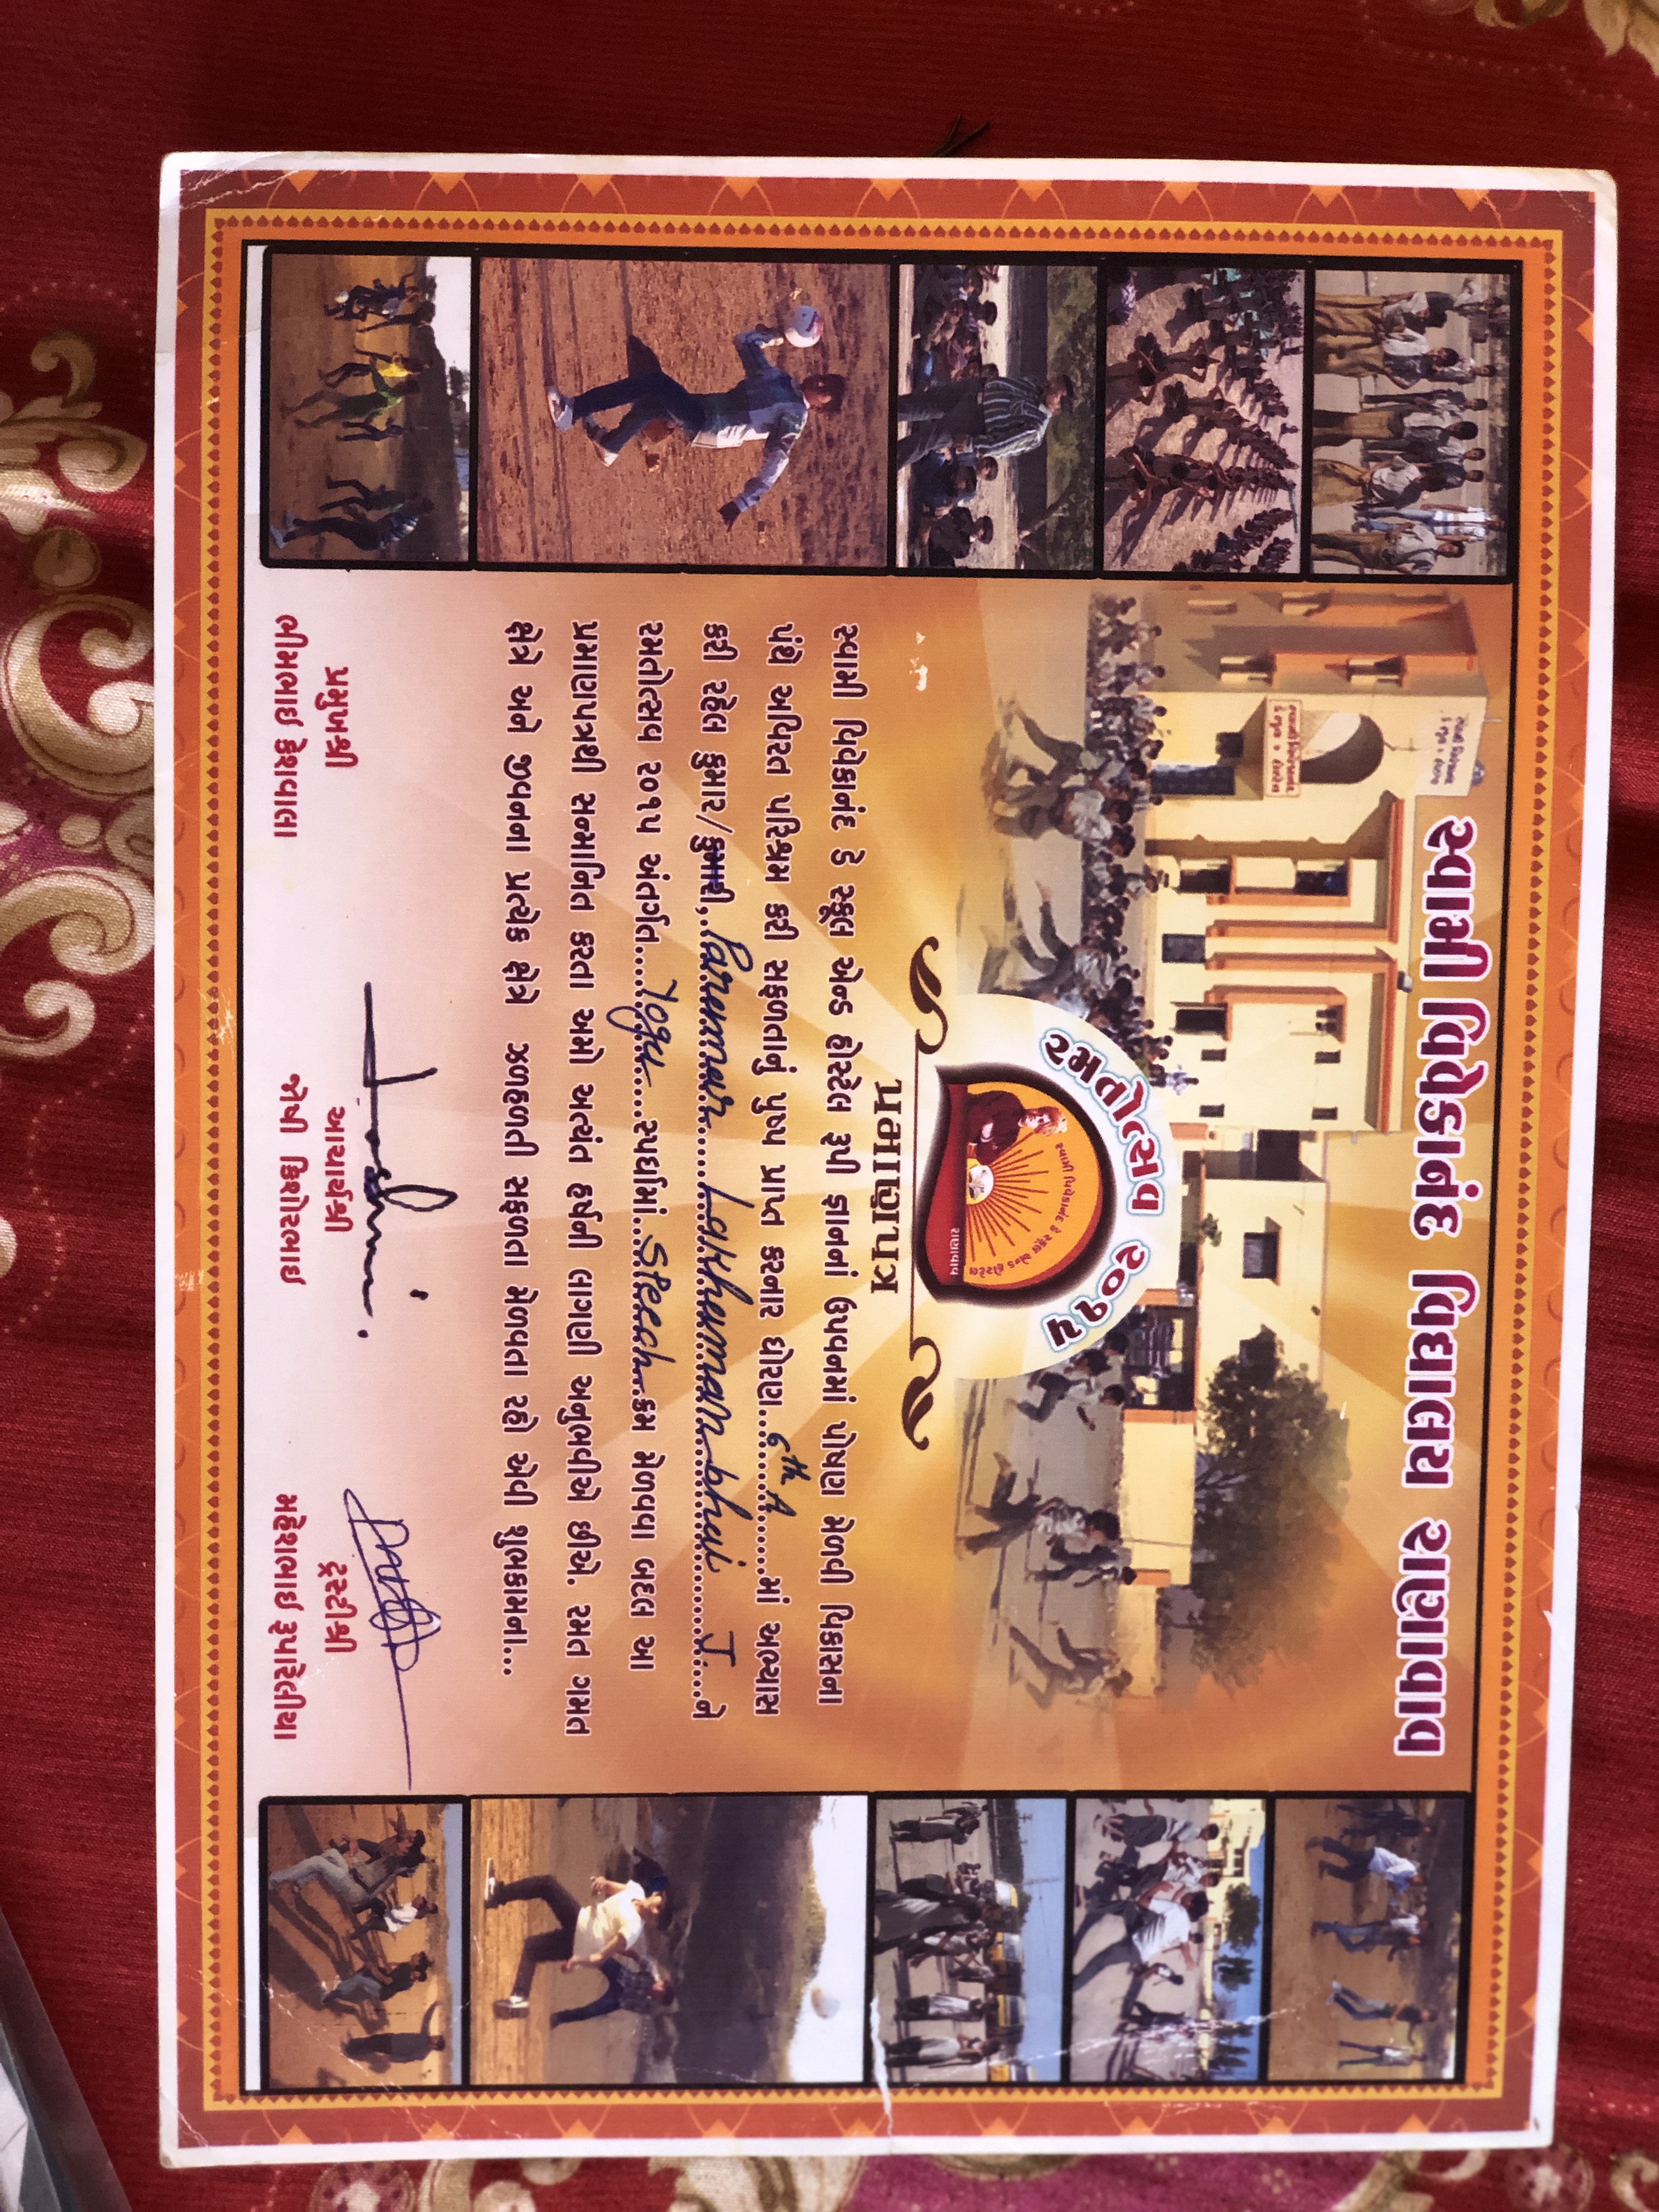 સ્વામી વિવેકાનંદ વિદ્યાલય રાણાવાવ
સ્વામી વિવેકાનંદ
ડે સ્કૂલ & હોસ્ટેલ
સ્વામી વિવેકાનંદ
ડે સ્કૂલ & હોસ્ટેલ
રમતોત્સવ ૨૦૧૫
સ્વામી વિવેકાનંદ ડે સ્કૂલ એન્ડ હોસ્ટેલ
રાણાવાવ
પ્રમાણપત્ર
સ્વામી વિવેકાનંદ ડે સ્કૂલ એન્ડ હોસ્ટેલ રૂપી જ્ઞાનનાં ઉપવનમાં પોષણ મેળવી વિકાસના
પંથે અવિરત પરિશ્રમ કરી સફળતાનું પુષ્પ પ્રાપ્ત કરનાર ધોરણ..6th A......માં અભ્યાસ
કરી રહેલ કુમાર/કુમારી,..Paramar Lakhaman bhai J....ને
રમતોત્સવ ૨૦૧૫ અંતર્ગત....Yoga....સ્પર્ધામાં..speech..ક્રમ મેળવવા બદલ આ
પ્રમાણપત્રથી સન્માનિત કરતા અમો અત્યંત હર્ષની લાગણી અનુભવીએ છીએ. રમત ગમત
ક્ષેત્રે અને જીવનના પ્રત્યેક ક્ષેત્રે ઝળહળતી સફળતા મેળવતા રહો એવી શુભકામના...
પ્રમુખશ્રી આચાર્યશ્રી ટ્રસ્ટીશ્રી
ભીમભાઇ કેશવાલા જોષી કિશોરભાઇ મહેશભાઇ રૂપારેલીયા